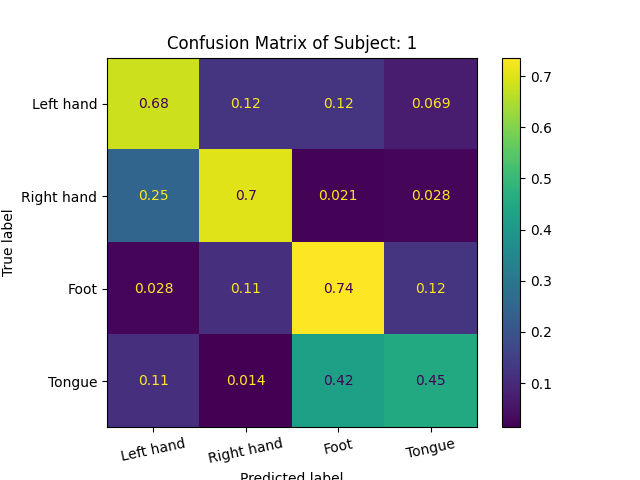 Confusion Matrix of Subject: 1
Left hand 0.68 0.12 0.12 0.069
Right hand 0.25 0.7 0.021 0.028
Foot 0.028 0.11 0.74 0.12
Tongue 0.11 0.014 0.42 0.45
Left hand Right hand Foot Tongue
Predicted label
True label
0.7
0.6
0.5
0.4
0.3
0.2
0.1